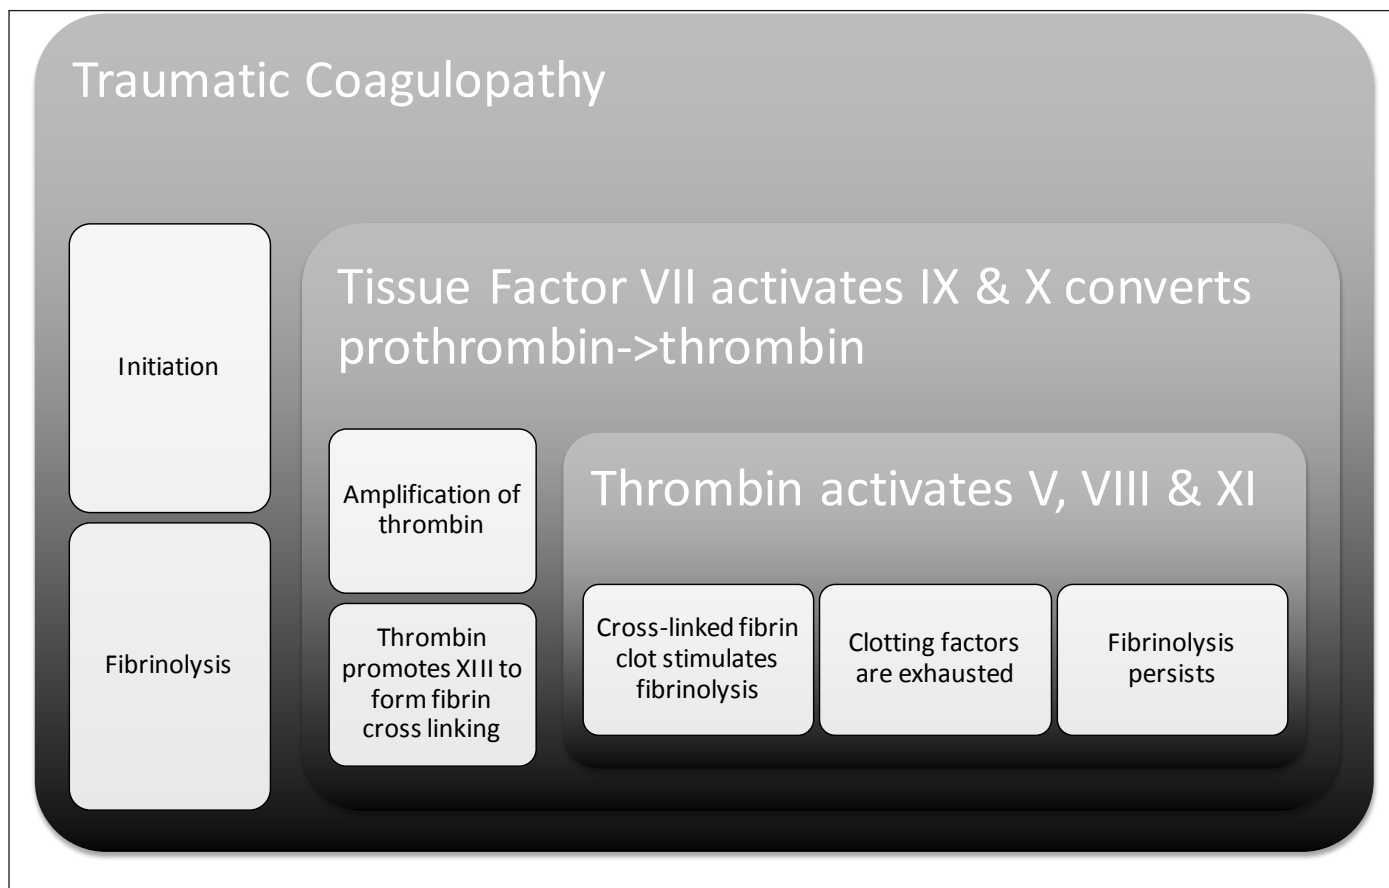 Traumatic Coagulopathy
Initiation
Fibrinolysis
Tissue Factor VII activates IX & X converts
prothrombin->thrombin
Amplification of
thrombin
Thrombin
promotes XIII to
form fibrin
cross linking
Thrombin activates V, VIII & XI
Cross-linked fibrin
clot stimulates
fibrinolysis
Clotting factors
are exhausted
Fibrinolysis
persists